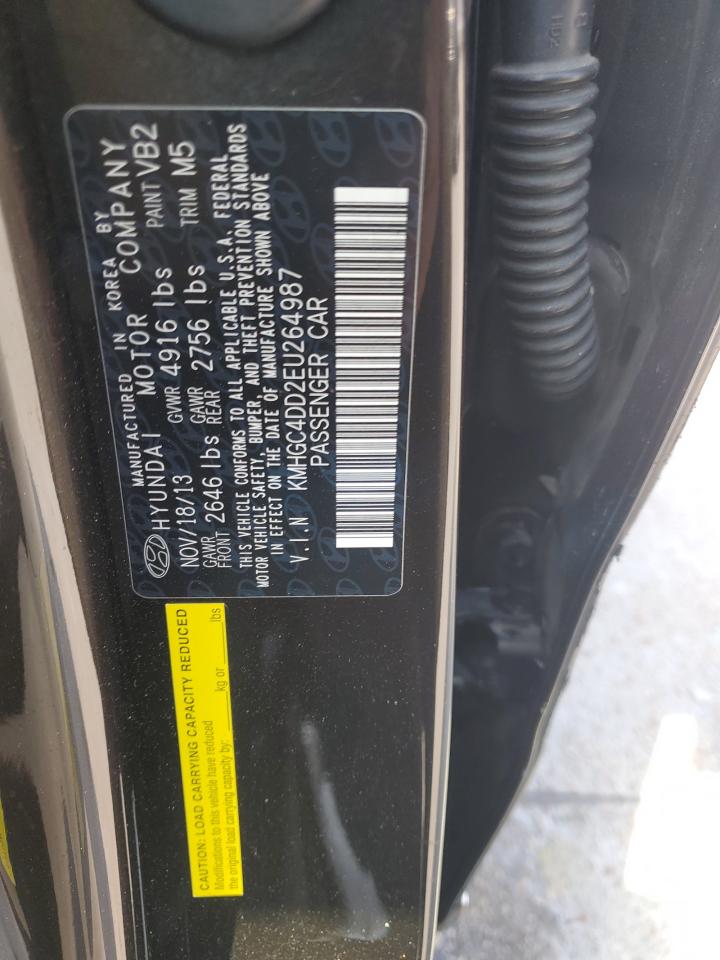 MANUFACTURED IN KOREA BY
HYUNDAI MOTOR COMPANY
NOV/18/13 GVWR 4916 lbs PAINT VB2
GAWR FRONT 2646 lbs GAWR REAR 2756 lbs TRIM M5
THIS VEHICLE CONFORMS TO ALL APPLICABLE U.S.A. FEDERAL
MOTOR VEHICLE SAFETY, BUMPER, AND THEFT PREVENTION STANDARDS
IN EFFECT ON THE DATE OF MANUFACTURE SHOWN ABOVE
V.I.N KMHGC4DD2EU264987
PASSENGER CAR
CAUTION: LOAD CARRYING CAPACITY REDUCED
Modifications to this vehicle have reduced
the original load carrying capacity by: ______kg or ______lbs